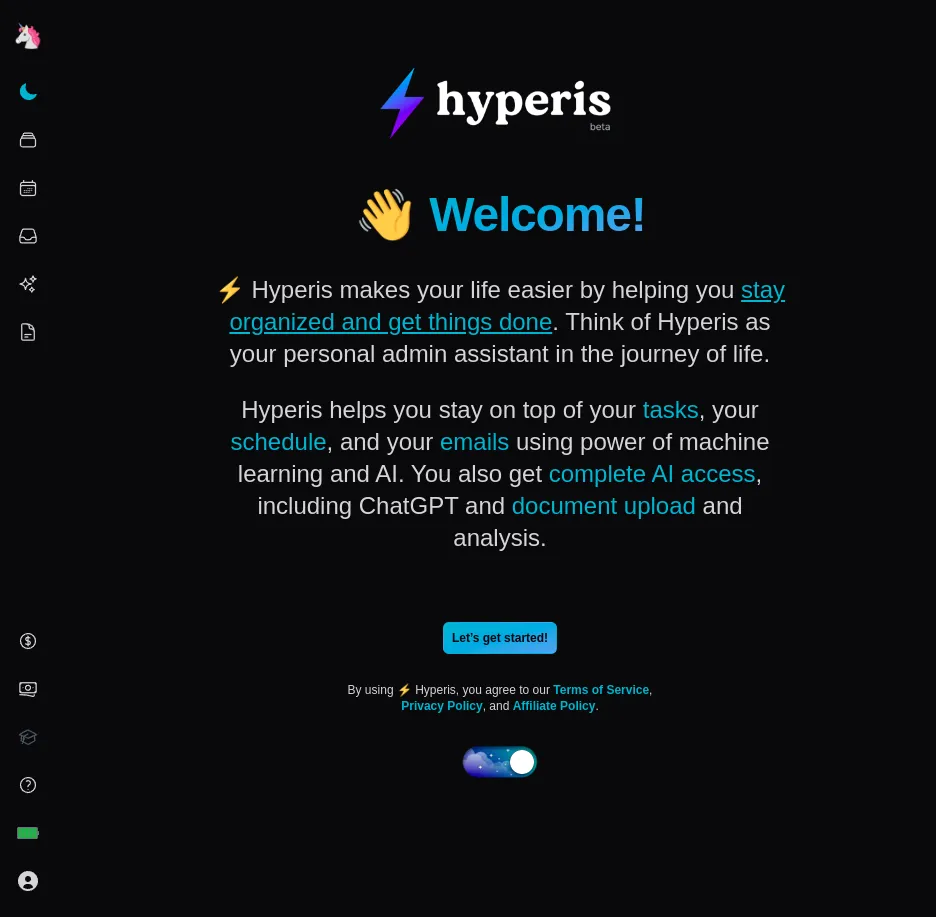 hyperis
beta
👋 Welcome!
⚡ Hyperis makes your life easier by helping you stay
organized and get things done. Think of Hyperis as
your personal admin assistant in the journey of life.
Hyperis helps you stay on top of your tasks, your
schedule, and your emails using power of machine
learning and AI. You also get complete AI access,
including ChatGPT and document upload and
analysis.
Let's get started!
By using ⚡ Hyperis, you agree to our Terms of Service,
Privacy Policy, and Affiliate Policy.